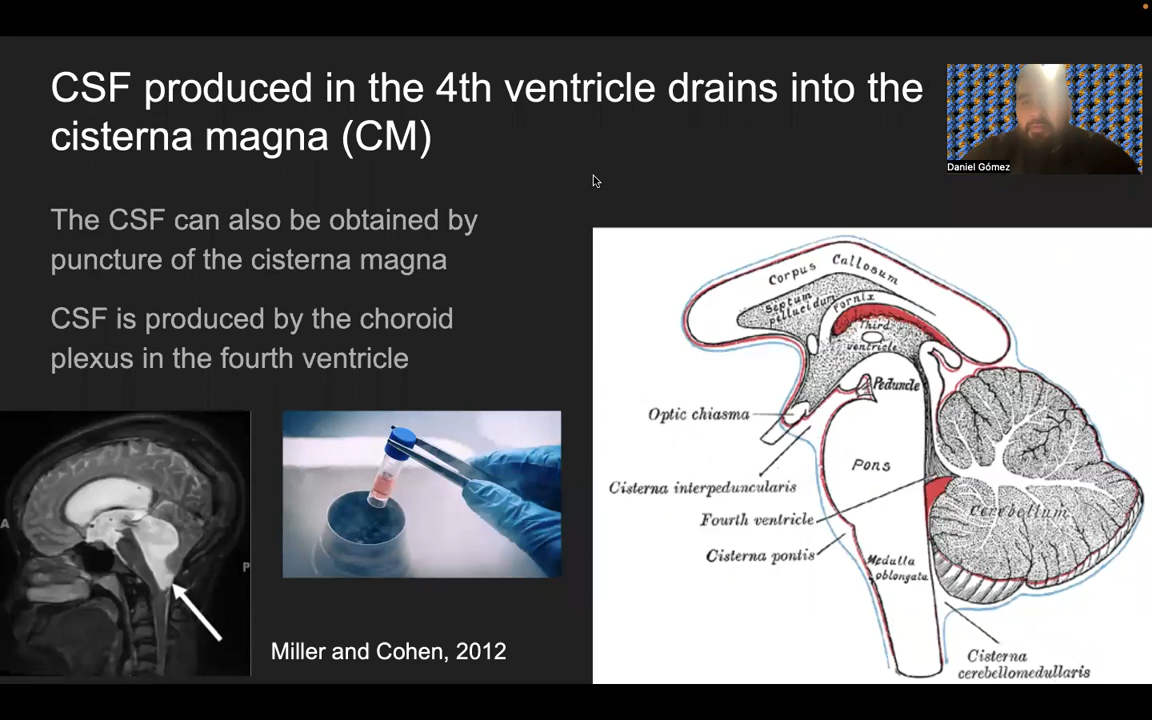 CSF produced in the 4th ventricle drains into the
cisterna magna (CM)
Daniel Gómez
The CSF can also be obtained by
puncture of the cisterna magna
CSF is produced by the choroid
plexus in the fourth ventricle
A
P
Miller and Cohen, 2012
Corpus Callosum
Septum
pillucidum
Fornix
Third
ventricle
Peduncle
Optic chiasma
Pons
Cisterna interpeduncularis
Fourth ventricle
Cerebellum
Cisterna pontis
Medulla
oblongata
Cisterna
cerebellomedullaris